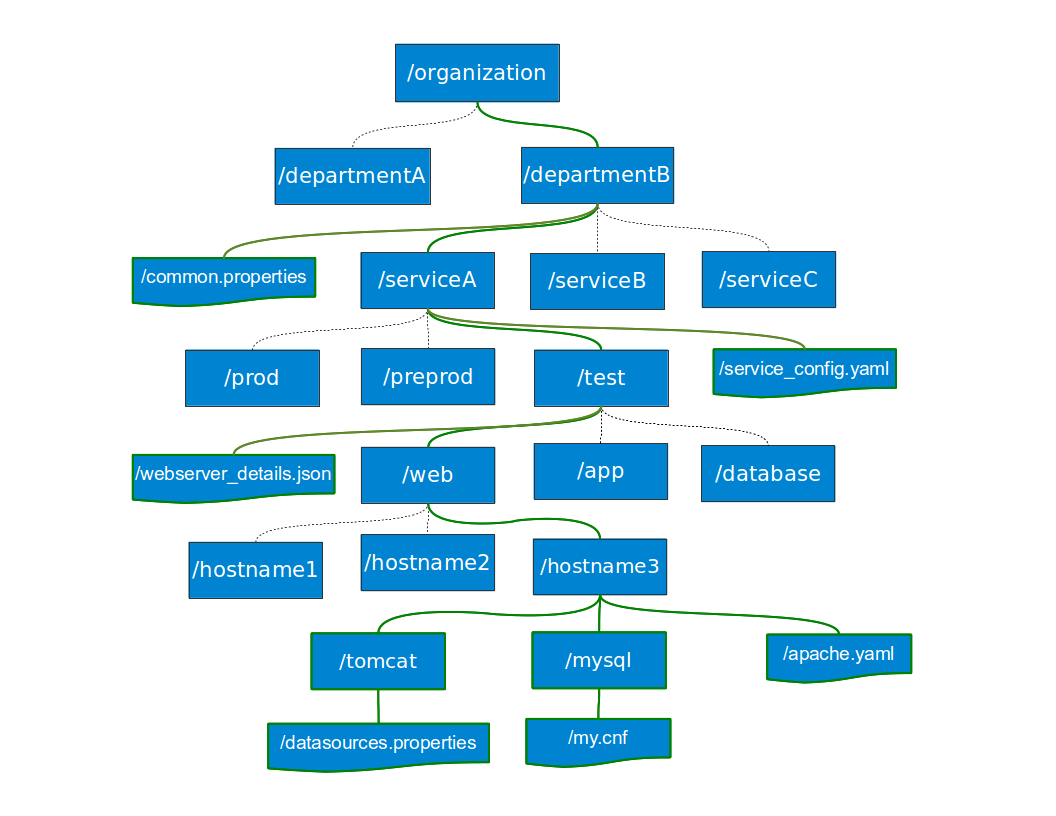 /organization
/departmentA
/departmentB
/common.properties
/serviceA
/serviceB
/serviceC
/prod
/preprod
/test
/service_config.yaml
/webserver_details.json
/web
/app
/database
/hostname1
/hostname2
/hostname3
/tomcat
/mysql
/apache.yaml
/datasources.properties
/my.cnf